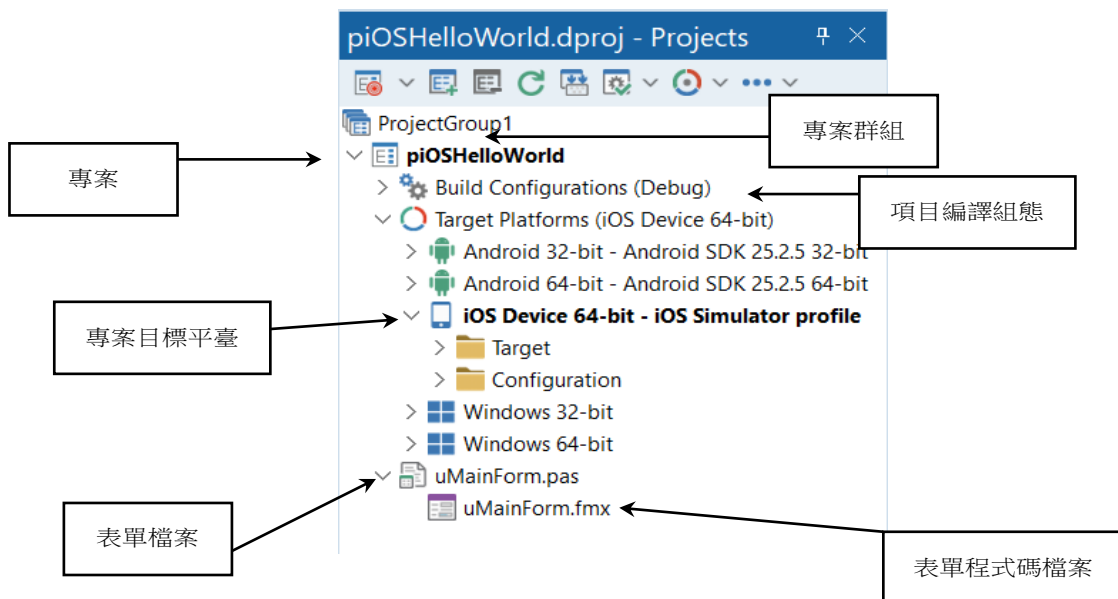 piOSHelloWorld.dproj - Projects
ProjectGroup1
專案群組
專案
piOSHelloWorld
Build Configurations (Debug)
項目編譯組態
Target Platforms (iOS Device 64-bit)
Android 32-bit - Android SDK 25.2.5 32-bit
Android 64-bit - Android SDK 25.2.5 64-bit
專案目標平臺
iOS Device 64-bit - iOS Simulator profile
Target
Configuration
Windows 32-bit
Windows 64-bit
uMainForm.pas
uMainForm.fmx
表單檔案
表單程式碼檔案